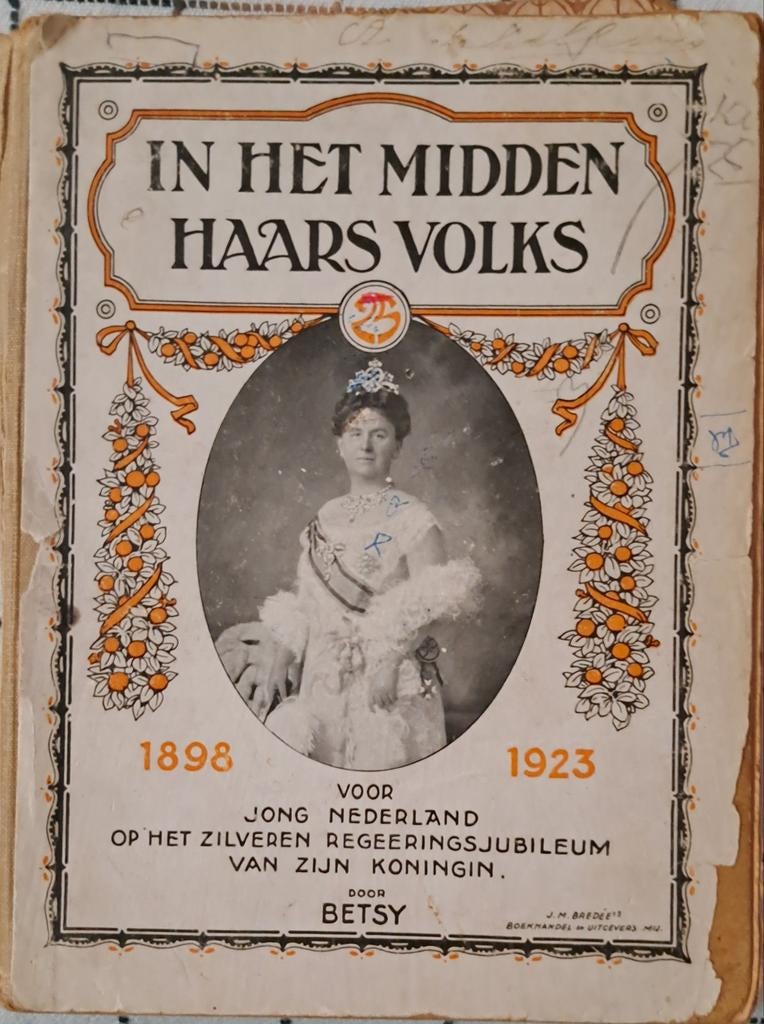 IN HET MIDDEN
HAARS VOLKS
25
1898 1923
VOOR
JONG NEDERLAND
OP HET ZILVEREN REGEERINGSJUBILEUM
VAN ZIJN KONINGIN.
DOOR
BETSY
J. M. BREDÉE'S
BOEKHANDEL EN UITGEVERS-MIJ.